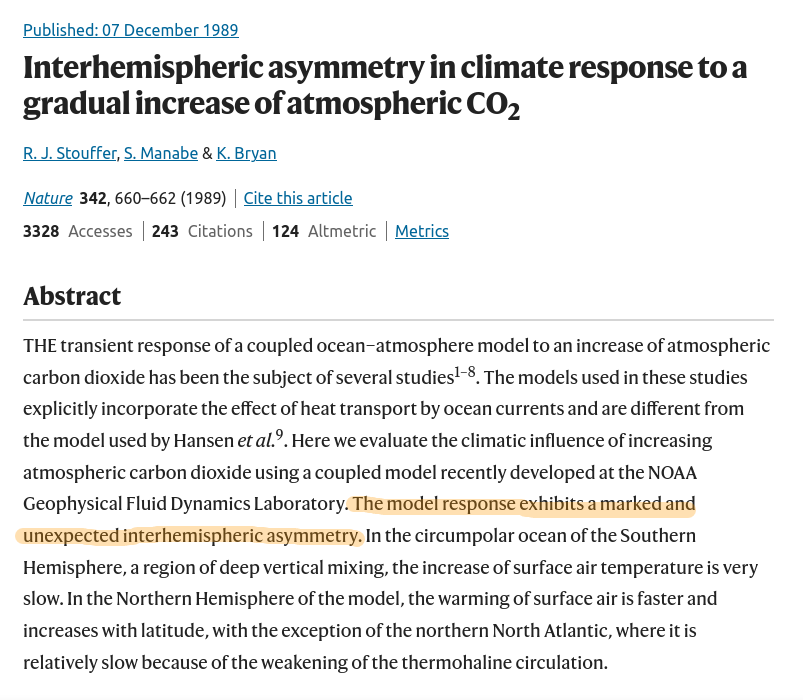 Published: 07 December 1989
Interhemispheric asymmetry in climate response to a
gradual increase of atmospheric CO₂
R. J. Stouffer, S. Manabe & K. Bryan
Nature 342, 660–662 (1989) | Cite this article
3328 Accesses | 243 Citations | 124 Altmetric | Metrics
Abstract
THE transient response of a coupled ocean–atmosphere model to an increase of atmospheric
carbon dioxide has been the subject of several studies¹⁻⁸. The models used in these studies
explicitly incorporate the effect of heat transport by ocean currents and are different from
the model used by Hansen et al.⁹. Here we evaluate the climatic influence of increasing
atmospheric carbon dioxide using a coupled model recently developed at the NOAA
Geophysical Fluid Dynamics Laboratory. The model response exhibits a marked and
unexpected interhemispheric asymmetry. In the circumpolar ocean of the Southern
Hemisphere, a region of deep vertical mixing, the increase of surface air temperature is very
slow. In the Northern Hemisphere of the model, the warming of surface air is faster and
increases with latitude, with the exception of the northern North Atlantic, where it is
relatively slow because of the weakening of the thermohaline circulation.